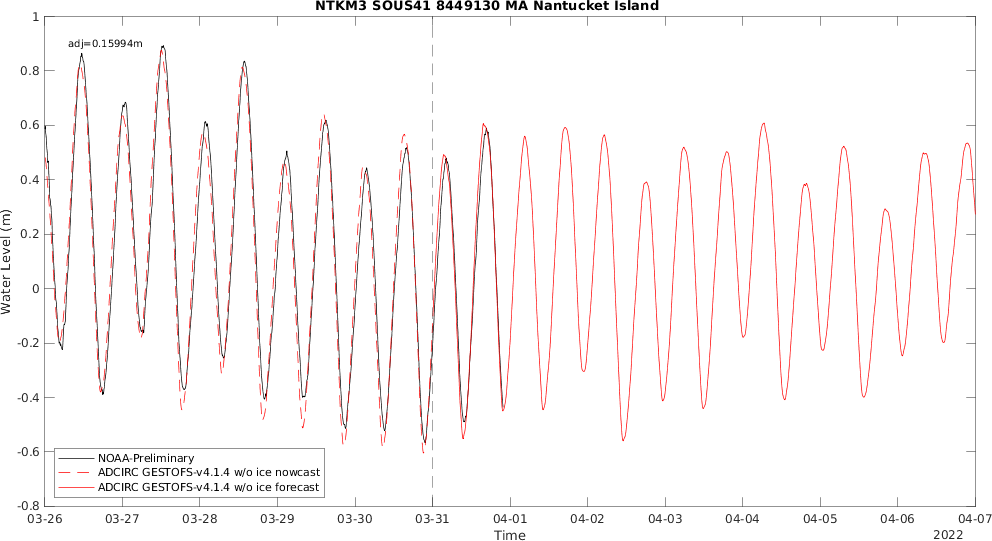 NTKM3 SOUS41 8449130 MA Nantucket Island
adj=0.15994m
1
0.8
0.6
0.4
0.2
0
-0.2
-0.4
-0.6
-0.8
Water Level (m)
NOAA-Preliminary
ADCIRC GESTOFS-v4.1.4 w/o ice nowcast
ADCIRC GESTOFS-v4.1.4 w/o ice forecast
03-26 03-27 03-28 03-29 03-30 03-31 04-01 04-02 04-03 04-04 04-05 04-06 04-07
Time
2022